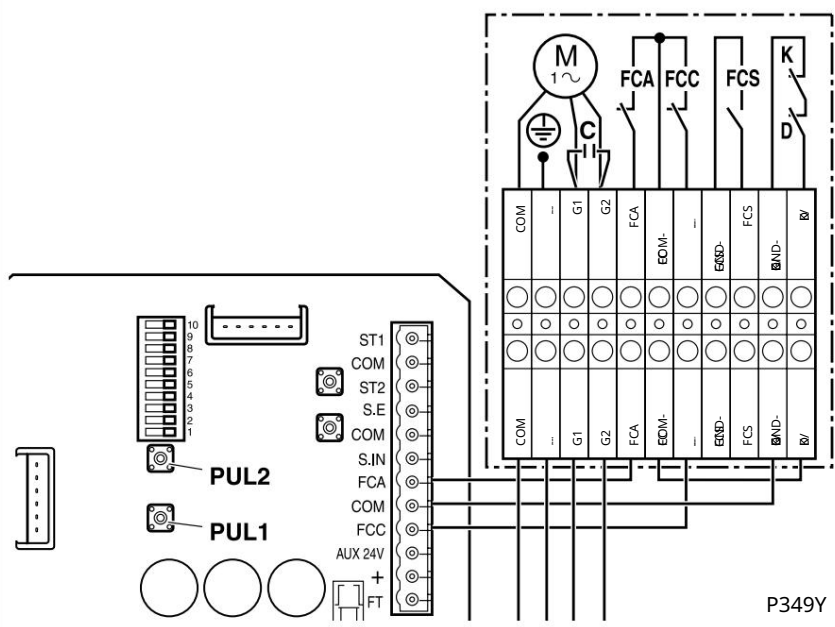 M
1~
FCA
FCC
FCS
K
C
D
COM
--
G1
G2
FCA
--
FCS
10
9
8
7
6
5
4
3
2
1
ST1
COM
ST2
S.E
COM
S.IN
FCA
COM
FCC
AUX 24V
+
FT
COM
---
G1
G2
FCA
--
FCS
PUL2
PUL1
P349Y